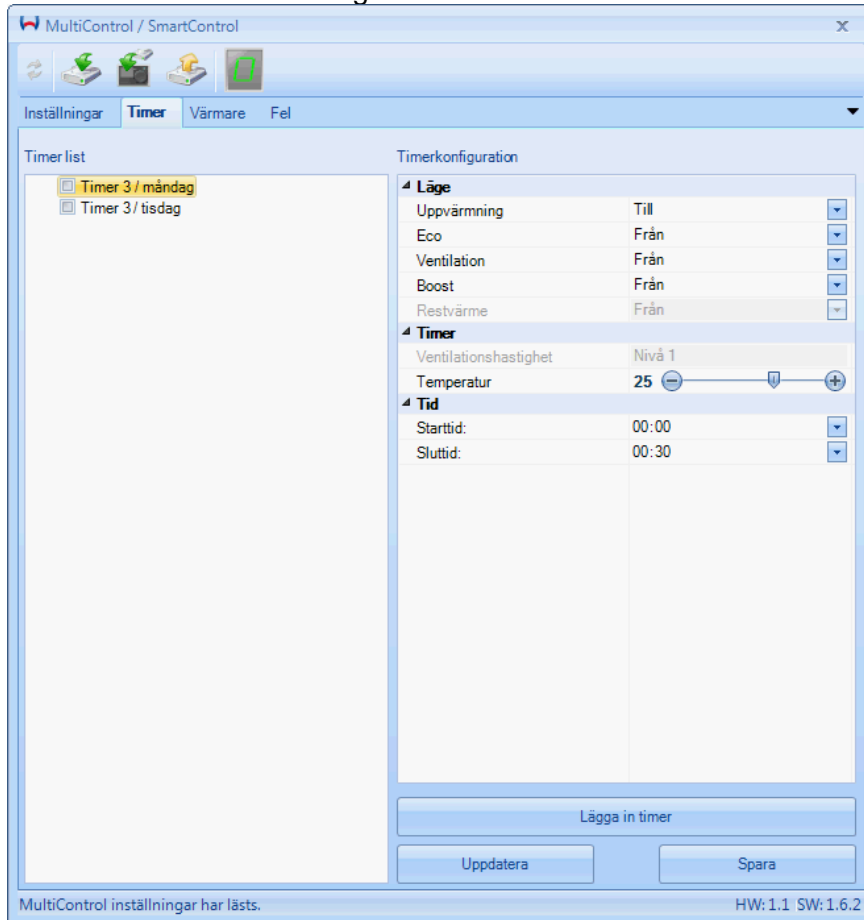 MultiControl / SmartControl
x
Inställningar Timer Värmare Fel
Timer list
Timer 3 / måndag
Timer 3 / tisdag
Timerkonfiguration
Läge
Uppvärmning Till
Eco Från
Ventilation Från
Boost Från
Restvärme Från
Timer
Ventilationshastighet Nivå 1
Temperatur 25
Tid
Starttid: 00:00
Sluttid: 00:30
Lägga in timer
Uppdatera Spara
MultiControl inställningar har lästs. HW: 1.1 SW: 1.6.2